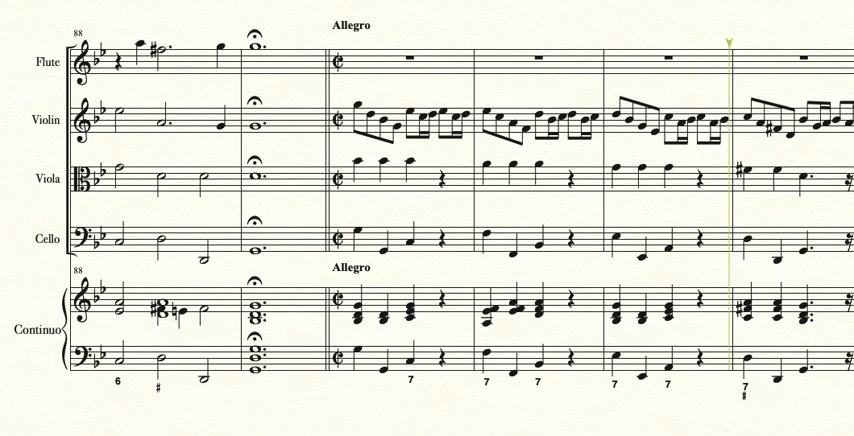 Allegro
88
Flute
Violin
Viola
Cello
88
Allegro
Continuo
6 # 7 7 7 7 7 7
#